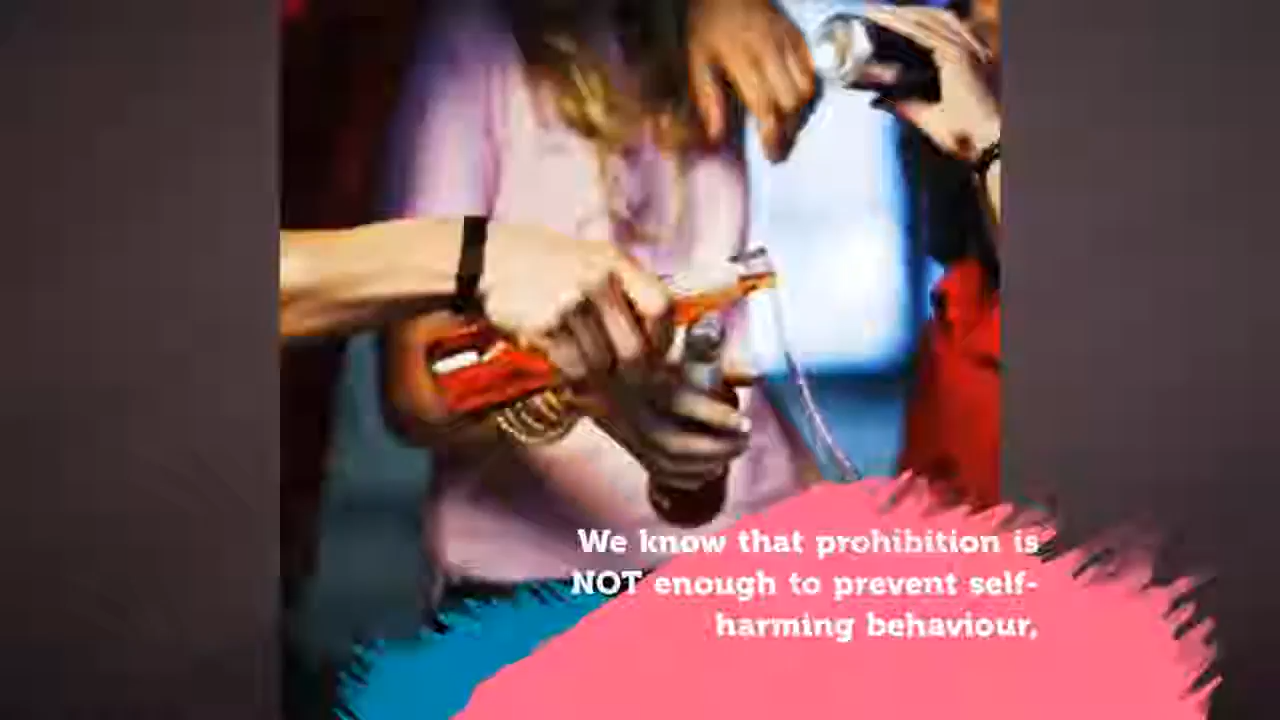 We know that prohibition is
NOT enough to prevent self-
harming behaviour,